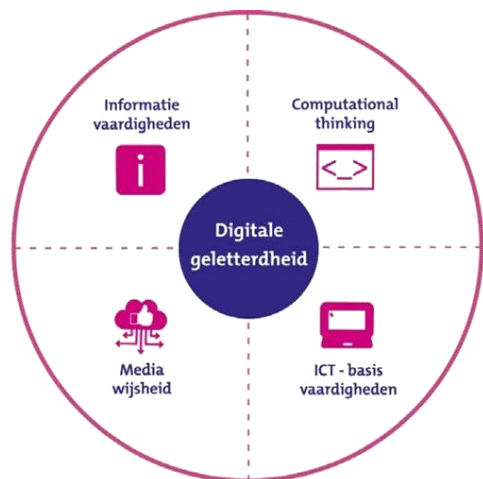 Informatie
vaardigheden
i
Computational
thinking
<_>
Digitale
geletterdheid
Media
wijsheid
ICT - basis
vaardigheden